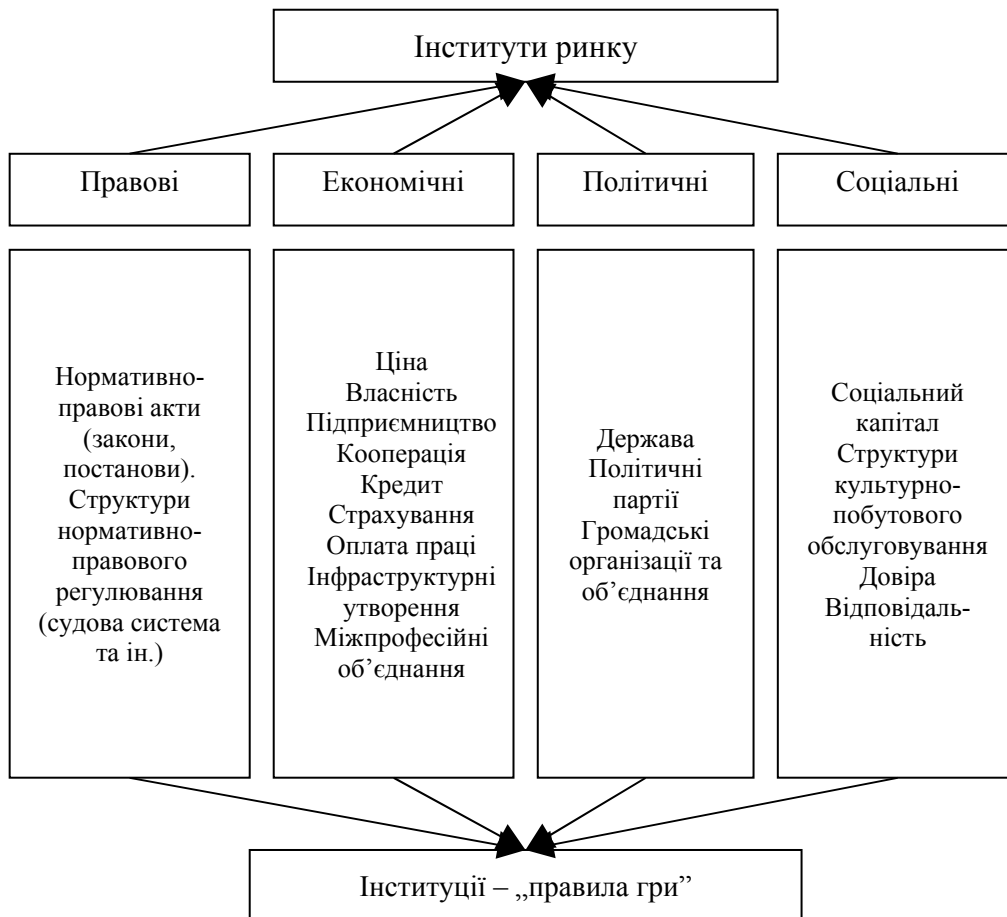 Інститути ринку
Правові
Економічні
Політичні
Соціальні
Нормативно-
правові акти
(закони,
постанови).
Структури
нормативно-
правового
регулювання
(судова система
та ін.)
Ціна
Власність
Підприємництво
Кооперація
Кредит
Страхування
Оплата праці
Інфраструктурні
утворення
Міжпрофесійні
об’єднання
Держава
Політичні
партії
Громадські
організації та
об’єднання
Соціальний
капітал
Структури
культурно-
побутового
обслуговування
Довіра
Відповідаль-
ність
Інституції – „правила гри”